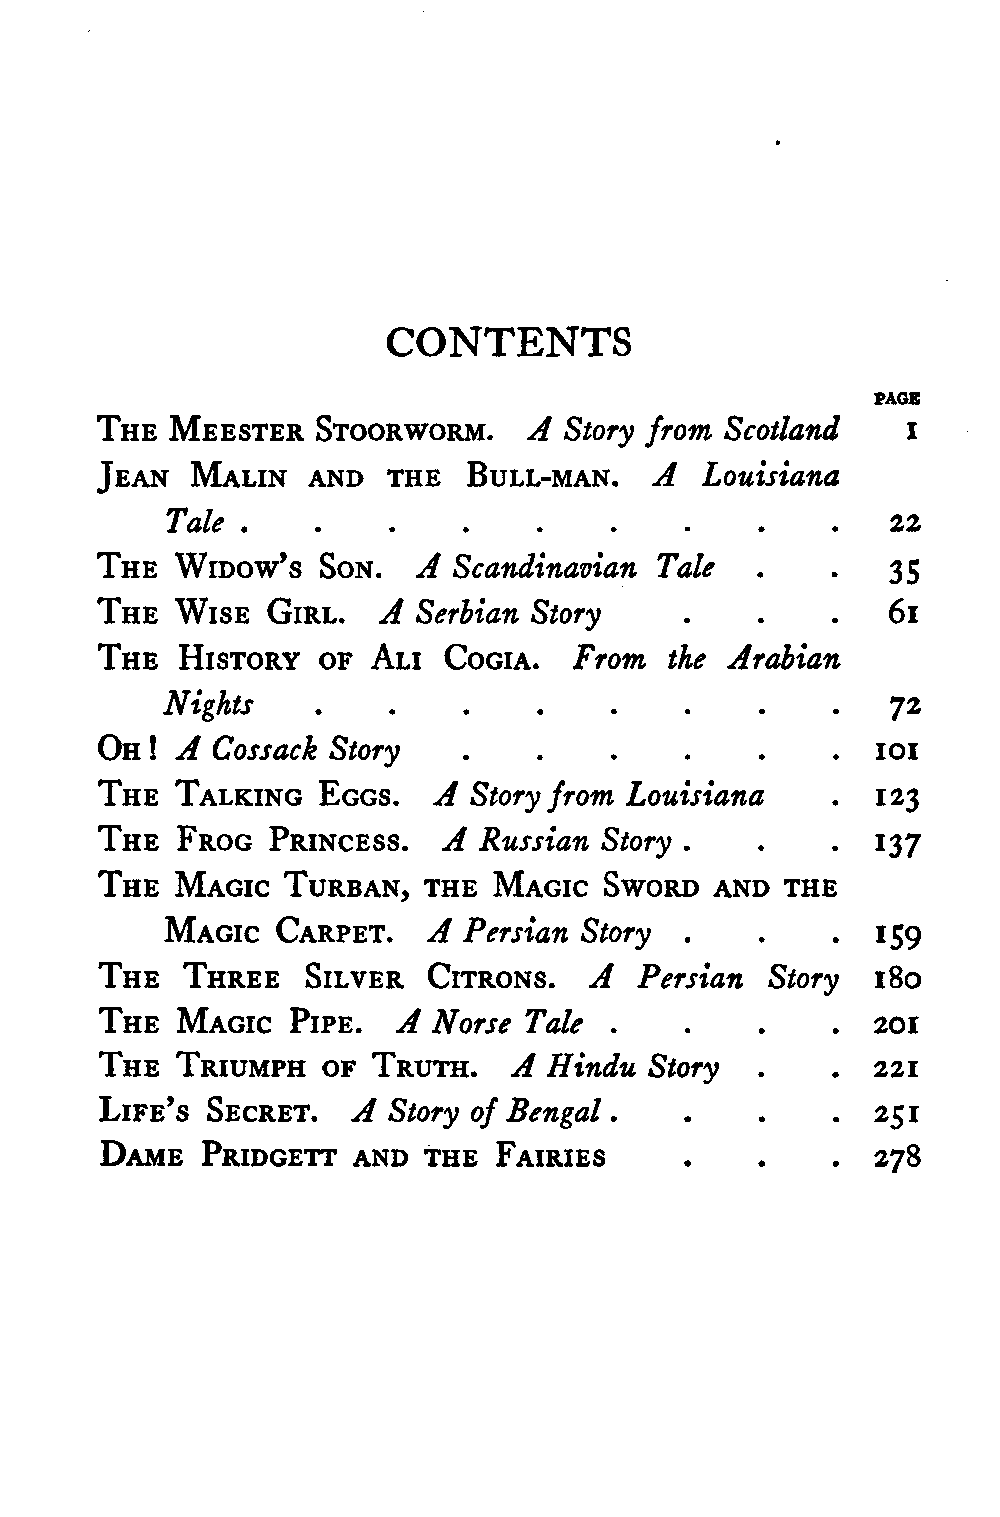 CONTENTS
PAGE
The Meester Stoorworm. A Story from Scotland 1
Jean Malin and the Bull-man. A Louisiana
Tale . . . . . . . . . 22
The Widow's Son. A Scandinavian Tale . . 35
The Wise Girl. A Serbian Story . . . 61
The History of Ali Cogia. From the Arabian
Nights . . . . . . . . 72
Oh! A Cossack Story . . . . . . 101
The Talking Eggs. A Story from Louisiana . 123
The Frog Princess. A Russian Story . . . 137
The Magic Turban, the Magic Sword and the
Magic Carpet. A Persian Story . . . 159
The Three Silver Citrons. A Persian Story 180
The Magic Pipe. A Norse Tale . . . . 201
The Triumph of Truth. A Hindu Story . . 221
Life's Secret. A Story of Bengal . . . . 251
Dame Pridgett and the Fairies . . . 278